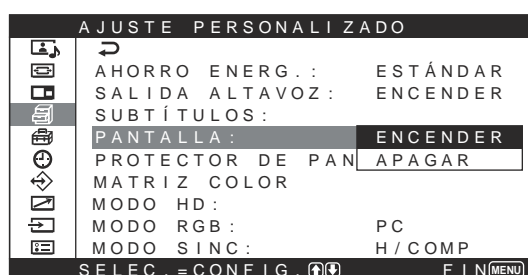 AJUSTE PERSONALIZADO
AHORRO ENERG.: ESTÁNDAR
SALIDA ALTAVOZ: ENCENDER
SUBTÍTULOS:
PANTALLA: ENCENDER
PROTECTOR DE PAN APAGAR
MATRIZ COLOR
MODO HD:
MODO RGB: PC
MODO SINC: H/COMP
SELEC.=CONFIG. FIN MENU